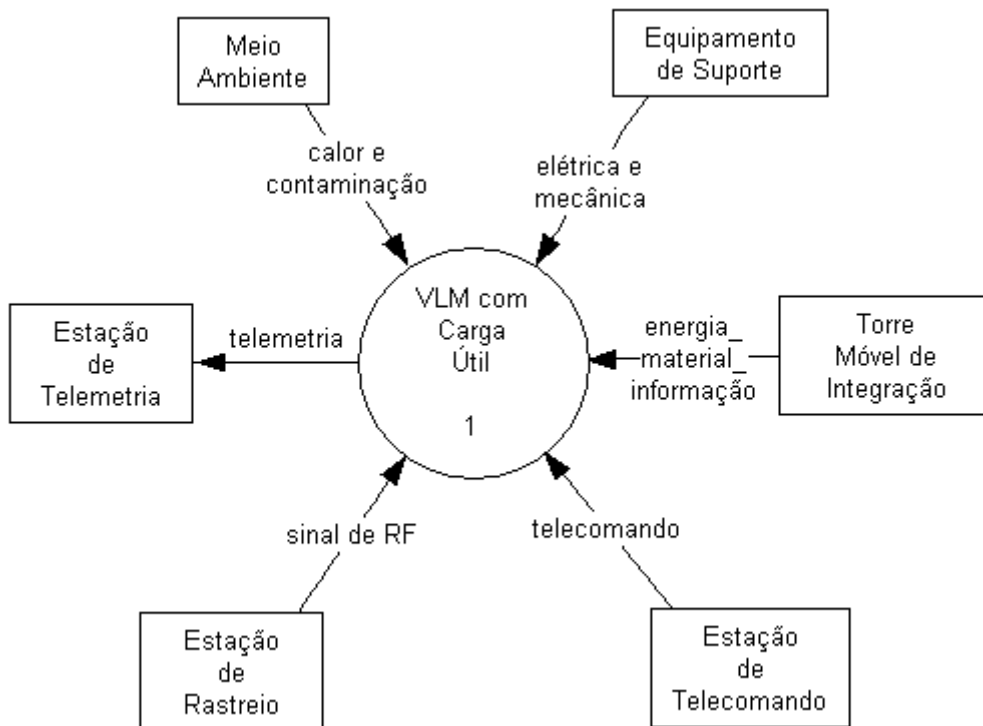 Meio
Ambiente
Equipamento
de Suporte
calor e
contaminação
elétrica e
mecânica
VLM com
Carga
Útil
1
Estação
de
Telemetria
telemetria
energia_
material_
informação
Torre
Móvel de
Integração
sinal de RF
telecomando
Estação
de
Rastreio
Estação
de
Telecomando